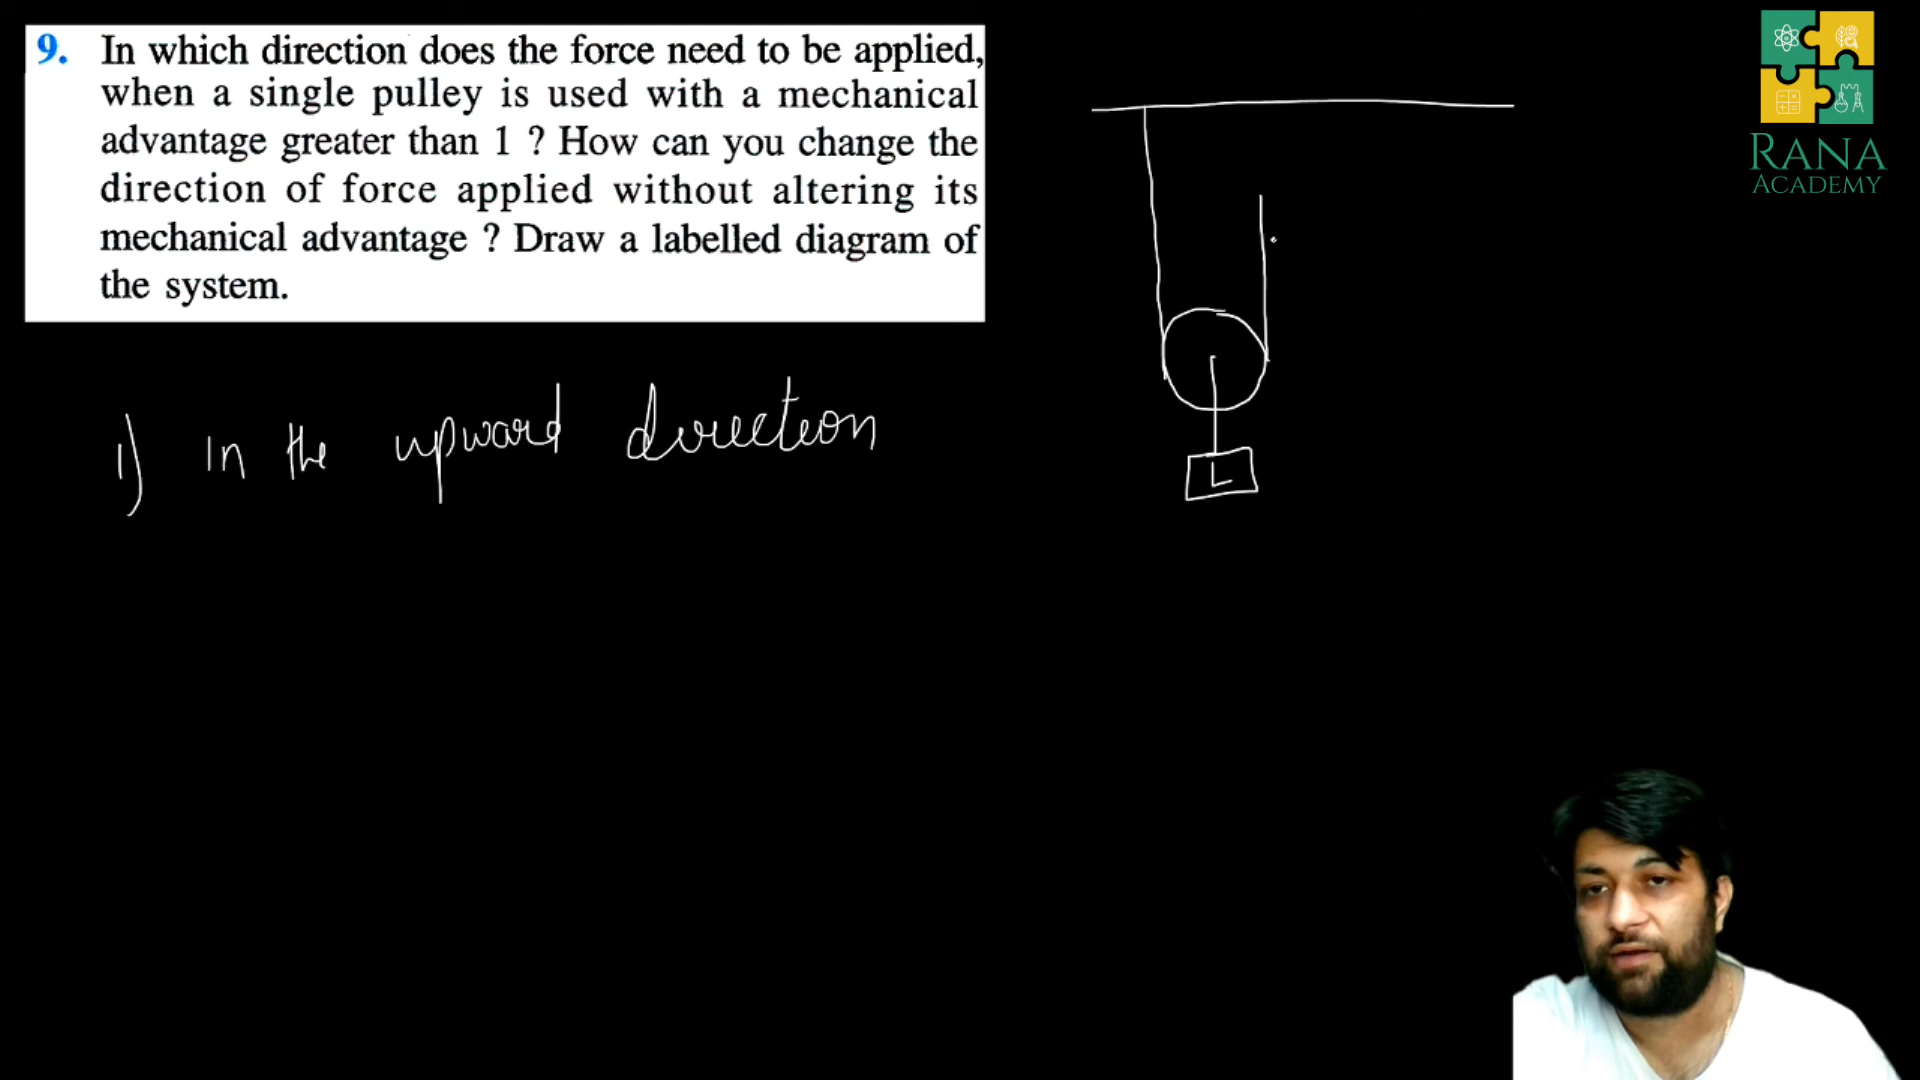 9. In which direction does the force need to be applied,
when a single pulley is used with a mechanical
advantage greater than 1 ? How can you change the
direction of force applied without altering its
mechanical advantage ? Draw a labelled diagram of
the system.
1) in the upward direction
L
RANA
ACADEMY